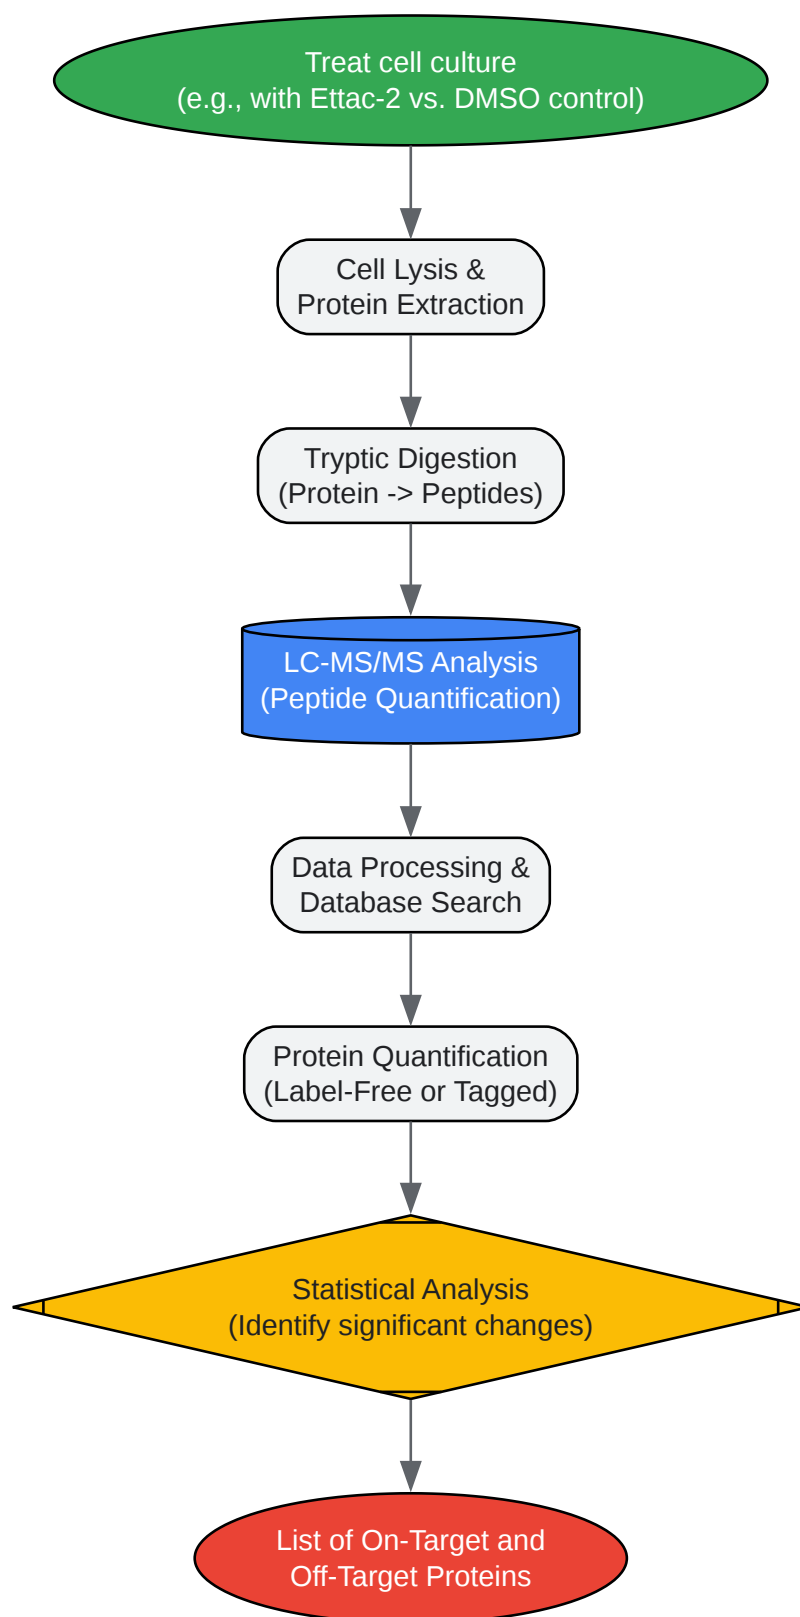 Treat cell culture
(e.g., with Ettac-2 vs. DMSO control)
Cell Lysis &
Protein Extraction
Tryptic Digestion
(Protein -> Peptides)
LC-MS/MS Analysis
(Peptide Quantification)
Data Processing &
Database Search
Protein Quantification
(Label-Free or Tagged)
Statistical Analysis
(Identify significant changes)
List of On-Target and
Off-Target Proteins